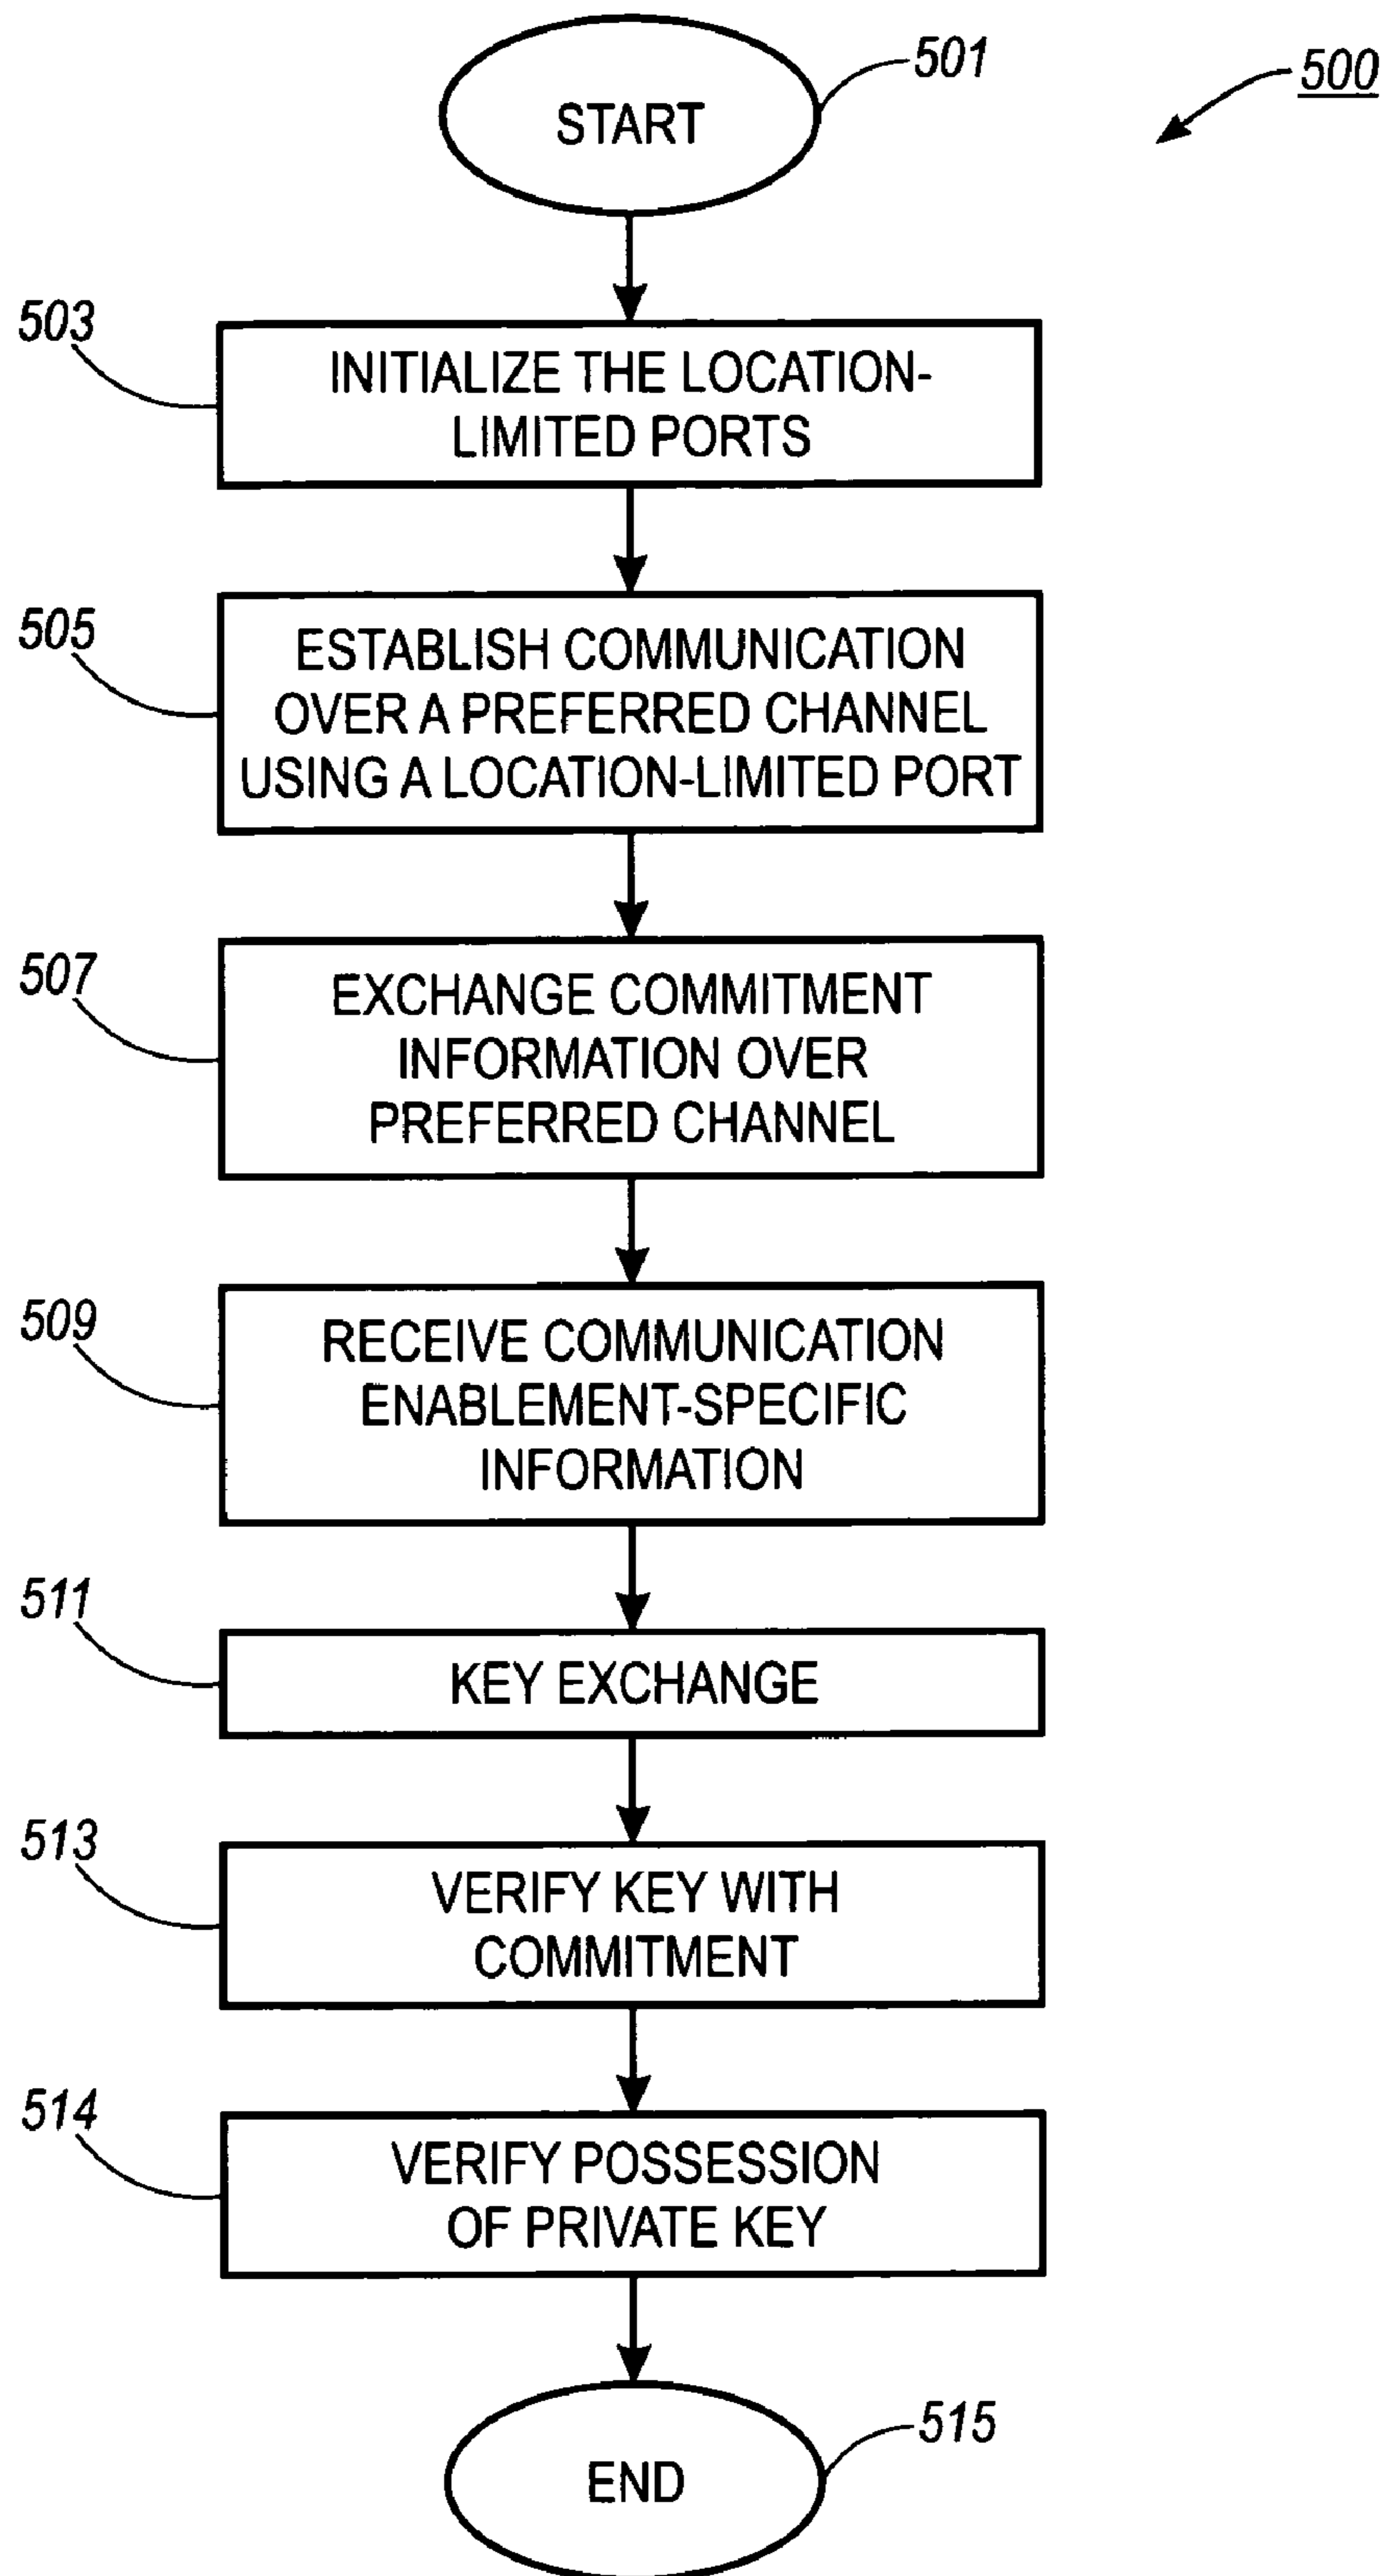 START
501
500
503
INITIALIZE THE LOCATION-
LIMITED PORTS
505
ESTABLISH COMMUNICATION
OVER A PREFERRED CHANNEL
USING A LOCATION-LIMITED PORT
507
EXCHANGE COMMITMENT
INFORMATION OVER
PREFERRED CHANNEL
509
RECEIVE COMMUNICATION
ENABLEMENT-SPECIFIC
INFORMATION
511
KEY EXCHANGE
513
VERIFY KEY WITH
COMMITMENT
514
VERIFY POSSESSION
OF PRIVATE KEY
515
END